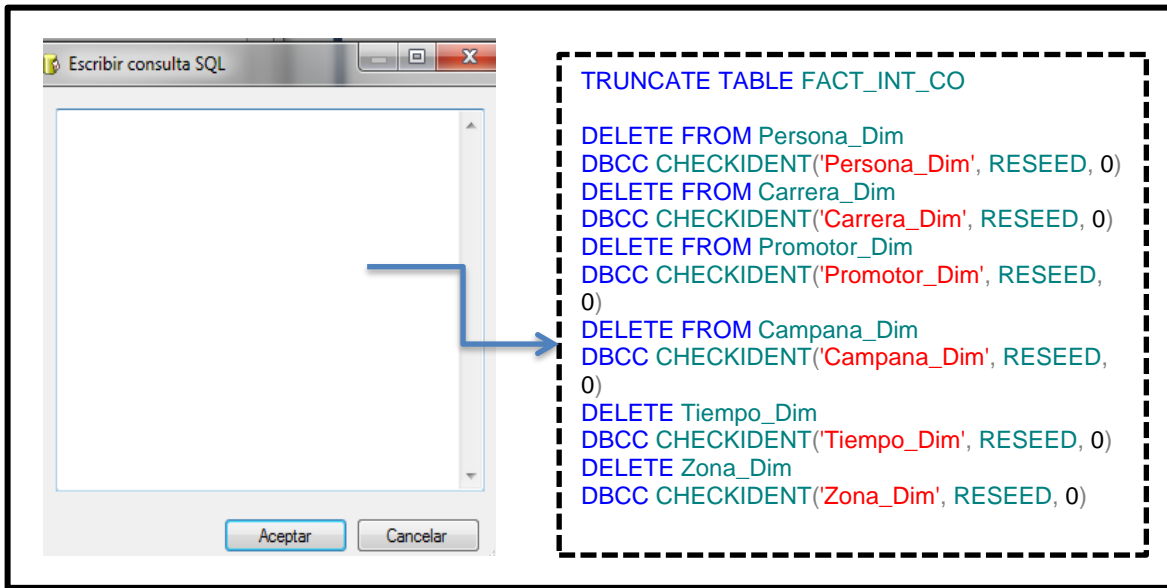 Escribir consulta SQL
TRUNCATE TABLE FACT_INT_CO
DELETE FROM Persona_Dim
DBCC CHECKIDENT('Persona_Dim', RESEED, 0)
DELETE FROM Carrera_Dim
DBCC CHECKIDENT('Carrera_Dim', RESEED, 0)
DELETE FROM Promotor_Dim
DBCC CHECKIDENT('Promotor_Dim', RESEED,
0)
DELETE FROM Campana_Dim
DBCC CHECKIDENT('Campana_Dim', RESEED,
0)
DELETE Tiempo_Dim
DBCC CHECKIDENT('Tiempo_Dim', RESEED, 0)
DELETE Zona_Dim
DBCC CHECKIDENT('Zona_Dim', RESEED, 0)
Aceptar
Cancelar